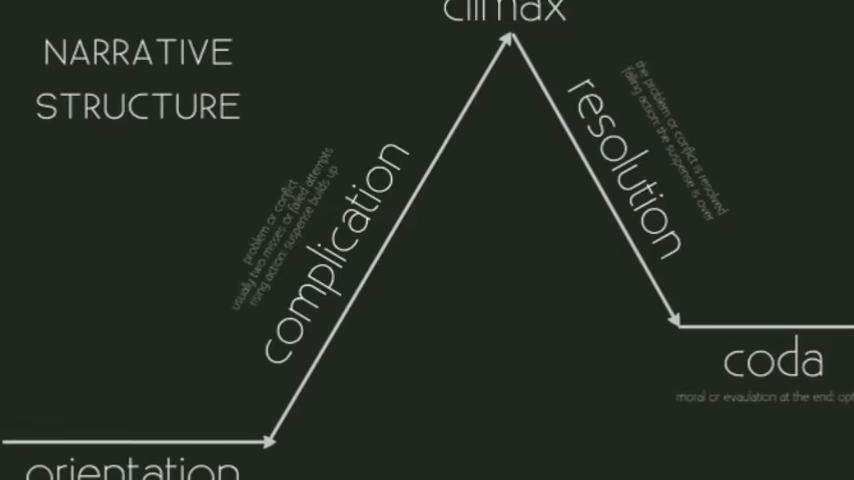 NARRATIVE
STRUCTURE
climax
complication
problem or conflict
usually two misses or failed attempts
rising action: suspense builds up
resolution
the problem or conflict is resolved
falling action: the suspense is over
coda
moral or evaulation at the end: opt
orientation